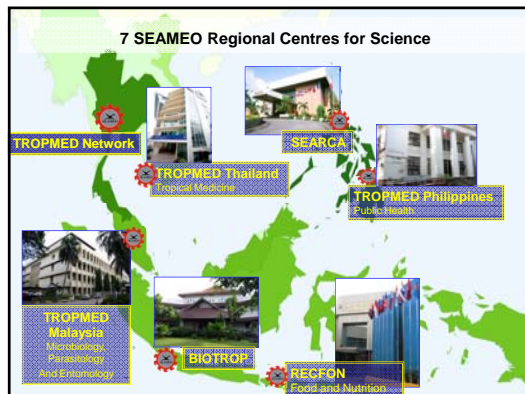 7 SEAMEO Regional Centres for Science
TROPMED Network
TROPMED Thailand
Tropical Medicine
SEARCA
TROPMED Philippines
Public Health
TROPMED
Malaysia
Microbiology,
Parasitology
And Entomology
BIOTROP
RECFON
Food and Nutrition